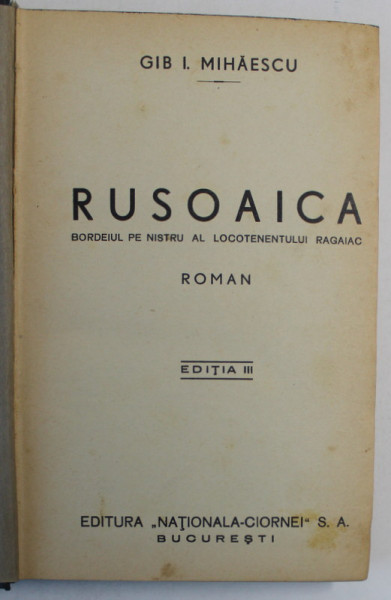 GIB I. MIHĂESCU
RUSOAICA
BORDEIUL PE NISTRU AL LOCOTENENTULUI RAGAIAC
ROMAN
EDIȚIA III
EDITURA „NAȚIONALA-CIORNEI" S. A.
BUCUREȘTI